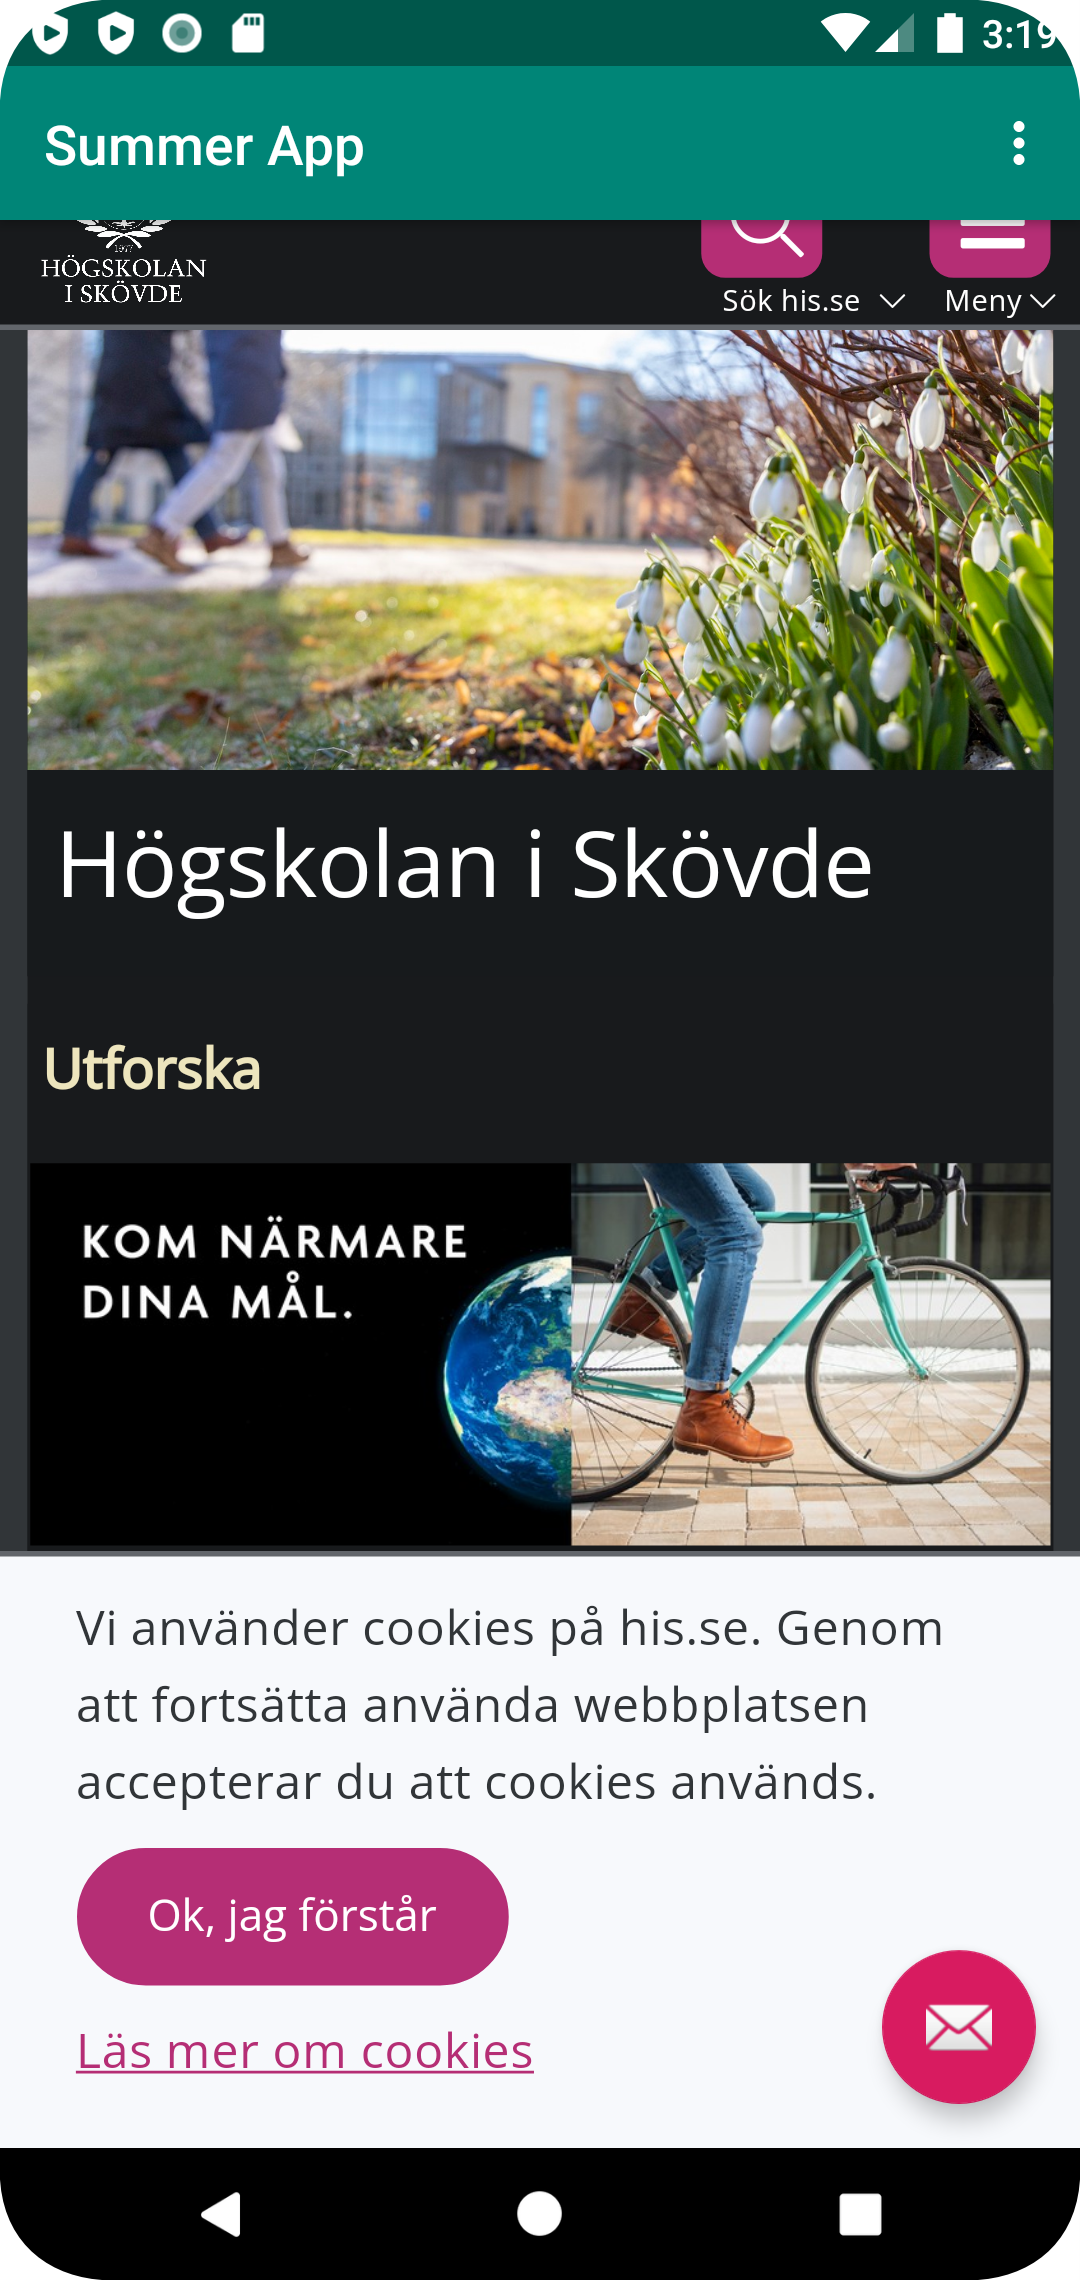 3:19
Summer App
1977
HÖGSKOLAN
I SKÖVDE
Sök his.se
Meny
Högskolan i Skövde
Utforska
KOM NÄRMARE
DINA MÅL.
Vi använder cookies på his.se. Genom
att fortsätta använda webbplatsen
accepterar du att cookies används.
Ok, jag förstår
Läs mer om cookies